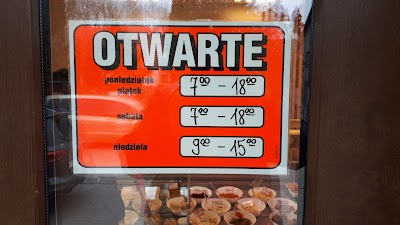 OTWARTE
poniedziałek
piątek 7⁰⁰ - 18⁰⁰
sobota 7⁰⁰ - 18⁰⁰
niedziela 9⁰⁰ - 15⁰⁰